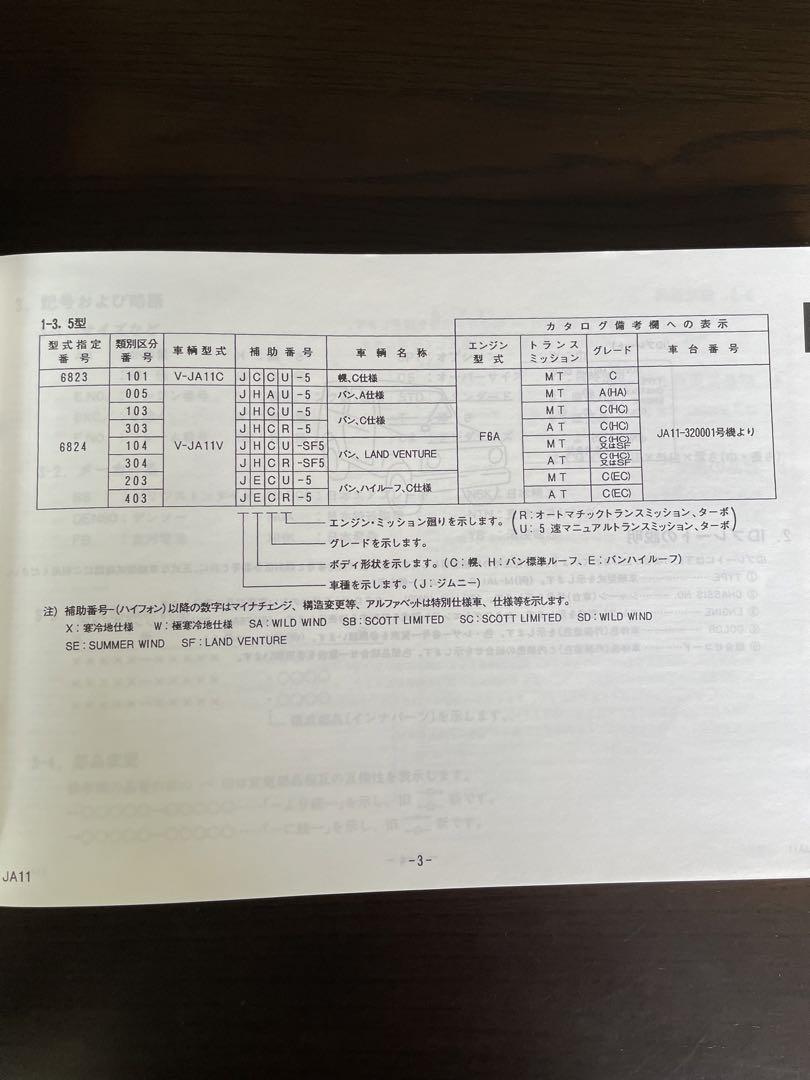 1-3. 5型
カタログ備考欄への表示
型式指定番号 類別区分番号 車輌型式 補助番号 車輌名称 エンジン型式 トランスミッション グレード 車台番号
6823 101 V-JA11C J C C U -5 幌、C仕様 F6A MT C JA11-320001号機より
6824 005 V-JA11V J H A U -5 バン、A仕様 MT A(HA)
103 J H C U -5 バン、C仕様 MT C(HC)
303 J H C R -5 AT C(HC)
104 J H C U -SF5 バン、LAND VENTURE MT C(HC)又はSF
304 J H C R -SF5 AT C(HC)又はSF
203 J E C U -5 バン、ハイルーフ、C仕様 MT C(EC)
403 J E C R -5 AT C(EC)
エンジン・ミッション廻りを示します。(R:オートマチックトランスミッション、ターボ
U:5速マニュアルトランスミッション、ターボ)
グレードを示します。
ボディ形状を示します。(C:幌、H:バン標準ルーフ、E:バンハイルーフ)
車種を示します。(J:ジムニー)
注) 補助番号-(ハイフォン)以降の数字はマイナチェンジ、構造変更等、アルファベットは特別仕様車、仕様等を示します。
X:寒冷地仕様 W:極寒冷地仕様 SA:WILD WIND SB:SCOTT LIMITED SC:SCOTT LIMITED SD:WILD WIND
SE:SUMMER WIND SF:LAND VENTURE
-3-
JA11